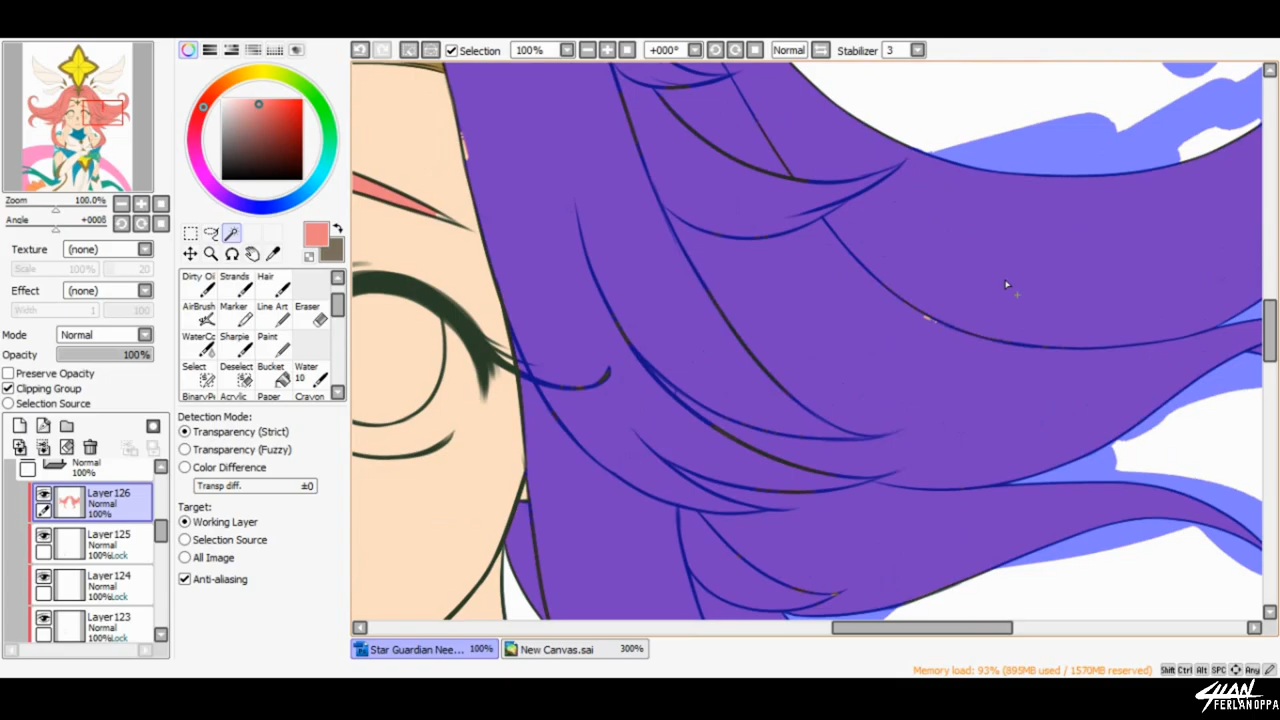 Selection 100% +000° Normal Stabilizer 3
Zoom 100.0%
Angle +000δ
Texture (none)
Scale 100% 20
Effect (none)
Width 1 100
Mode Normal
Opacity 100%
Preserve Opacity
Clipping Group
Selection Source
Normal
100%
Layer126
Normal
100%
Layer125
Normal
100%Lock
Layer124
Normal
100%Lock
Layer123
Normal
100%Lock
Dirty Oi Strands Hair
AirBrush Marker Line Art Eraser
WaterCo Sharpie Paint
Select Deselect Bucket Water
10
BinaryPe Acrylic Paper Crayon
Detection Mode:
Transparency (Strict)
Transparency (Fuzzy)
Color Difference
Transp diff. ±0
Target:
Working Layer
Selection Source
All Image
Anti-aliasing
Star Guardian Nee... 100% New Canvas.sai 300%
Memory load: 93% (895MB used / 1570MB reserved) Shift Ctrl Alt SPC Any
FERLANOPPA